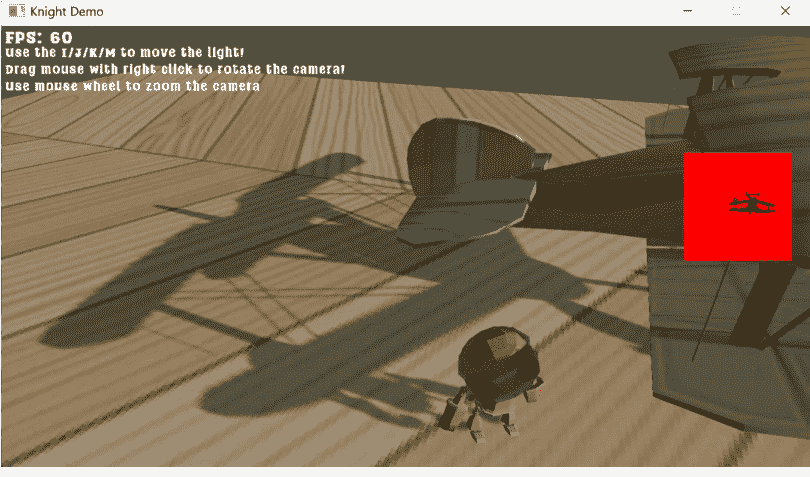 Knight Demo
FPS: 60
Use the I/J/K/M to move the light!
Drag mouse with right click to rotate the camera!
Use mouse wheel to zoom the camera